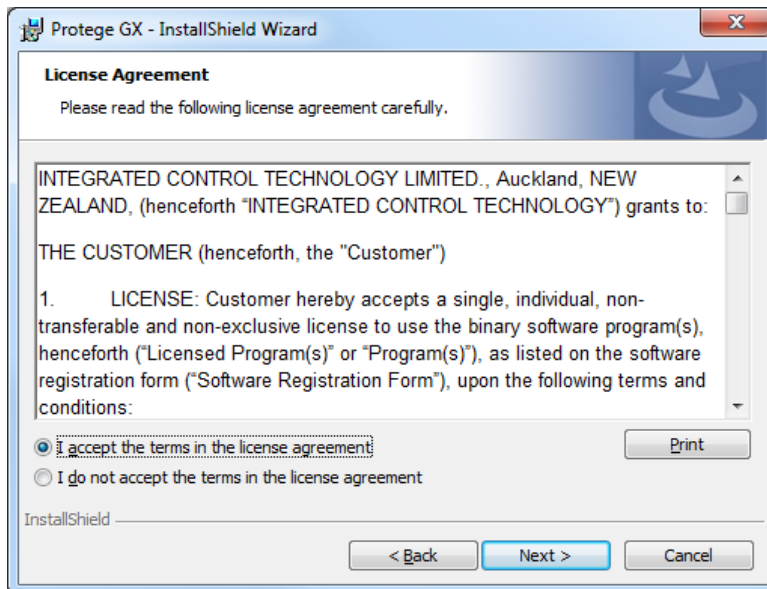 Protege GX - InstallShield Wizard
License Agreement
Please read the following license agreement carefully.
INTEGRATED CONTROL TECHNOLOGY LIMITED., Auckland, NEW
ZEALAND, (henceforth “INTEGRATED CONTROL TECHNOLOGY”) grants to:
THE CUSTOMER (henceforth, the "Customer")
1. LICENSE: Customer hereby accepts a single, individual, non-
transferable and non-exclusive license to use the binary software program(s),
henceforth (“Licensed Program(s)” or “Program(s)”), as listed on the software
registration form (“Software Registration Form”), upon the following terms and
conditions:
I accept the terms in the license agreement
Print
I do not accept the terms in the license agreement
InstallShield
< Back Next > Cancel